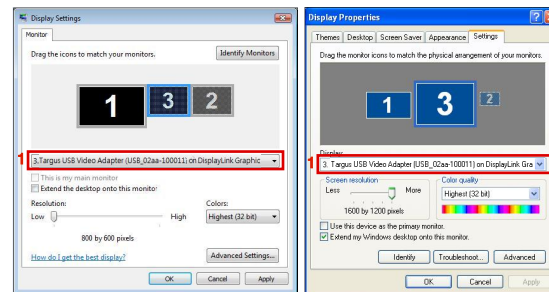 Display Settings
Monitor
Drag the icons to match your monitors.
Identify Monitors
1
3
2
1
3.Targus USB Video Adapter (USB_02aa-100011) on DisplayLink Graphic
This is my main monitor
Extend the desktop onto this monitor
Resolution:
Colors:
Low
High
Highest (32 bit)
800 by 600 pixels
How do I get the best display?
Advanced Settings...
OK
Cancel
Apply
Display Properties
Themes
Desktop
Screen Saver
Appearance
Settings
Drag the monitor icons to match the physical arrangement of your monitors.
1
3
2
Display:
1
3. Targus USB Video Adapter (USB_02aa-100011) on DisplayLink Gra
Screen resolution
Color quality
Less
More
Highest (32 bit)
1600 by 1200 pixels
Use this device as the primary monitor.
Extend my Windows desktop onto this monitor.
Identify
Troubleshoot...
Advanced
OK
Cancel
Apply